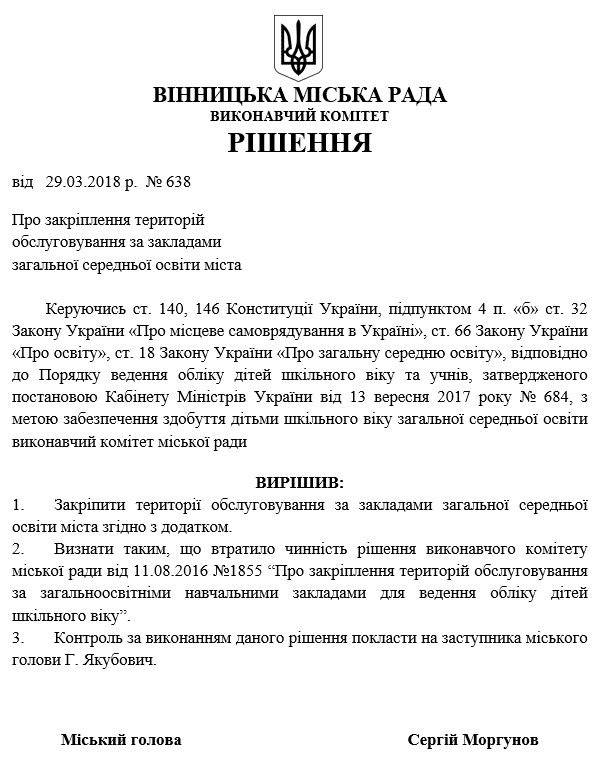 ВІННИЦЬКА МІСЬКА РАДА
ВИКОНАВЧИЙ КОМІТЕТ
РІШЕННЯ
від 29.03.2018 р. № 638
Про закріплення територій
обслуговування за закладами
загальної середньої освіти міста
Керуючись ст. 140, 146 Конституції України, підпунктом 4 п. «б» ст. 32
Закону України «Про місцеве самоврядування в Україні», ст. 66 Закону України
«Про освіту», ст. 18 Закону України «Про загальну середню освіту», відповідно
до Порядку ведення обліку дітей шкільного віку та учнів, затвердженого
постановою Кабінету Міністрів України від 13 вересня 2017 року № 684, з
метою забезпечення здобуття дітьми шкільного віку загальної середньої освіти
виконавчий комітет міської ради
ВИРІШИВ:
1. Закріпити території обслуговування за закладами загальної середньої
освіти міста згідно з додатком.
2. Визнати таким, що втратило чинність рішення виконавчого комітету
міської ради від 11.08.2016 №1855 “Про закріплення територій обслуговування
за загальноосвітніми навчальними закладами для ведення обліку дітей
шкільного віку”.
3. Контроль за виконанням даного рішення покласти на заступника міського
голови Г. Якубович.
Міський голова Сергій Моргунов